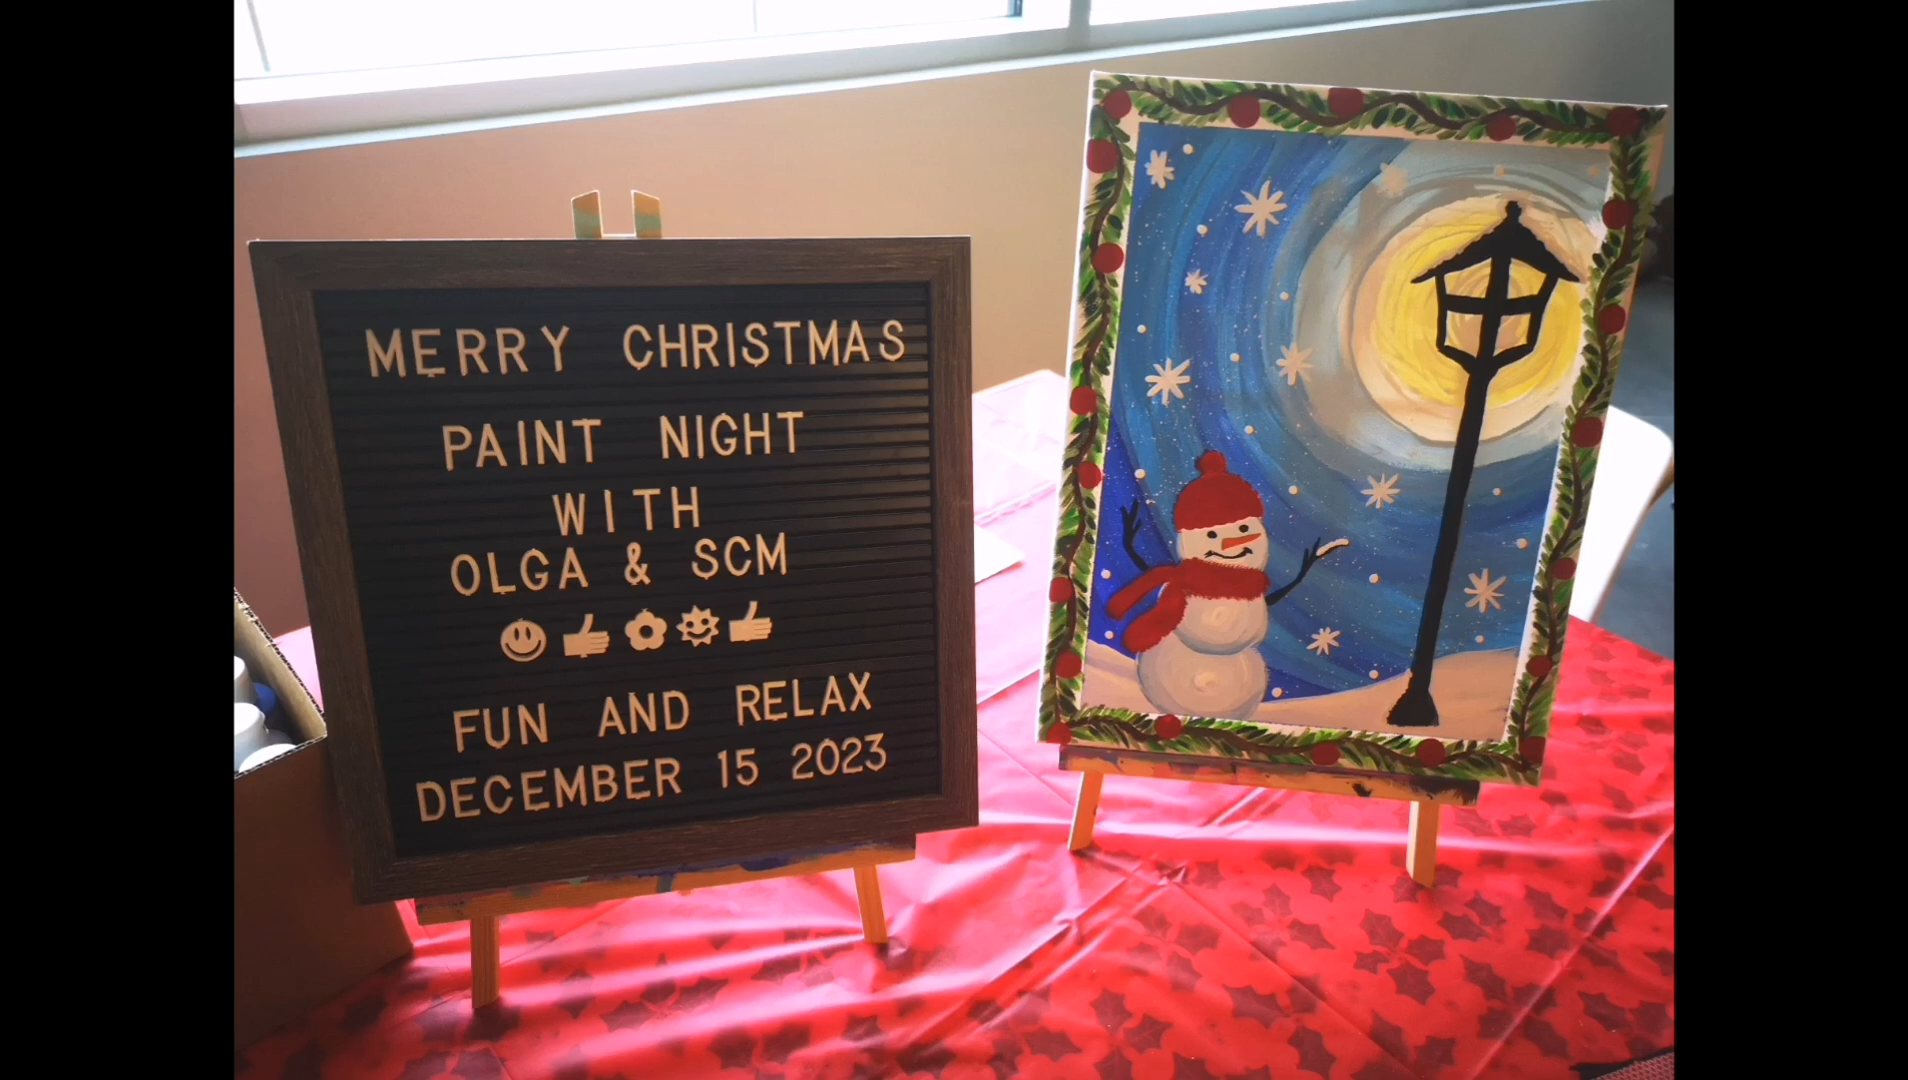 MERRY CHRISTMAS
PAINT NIGHT
WITH
OLGA & SCM
FUN AND RELAX
DECEMBER 15 2023